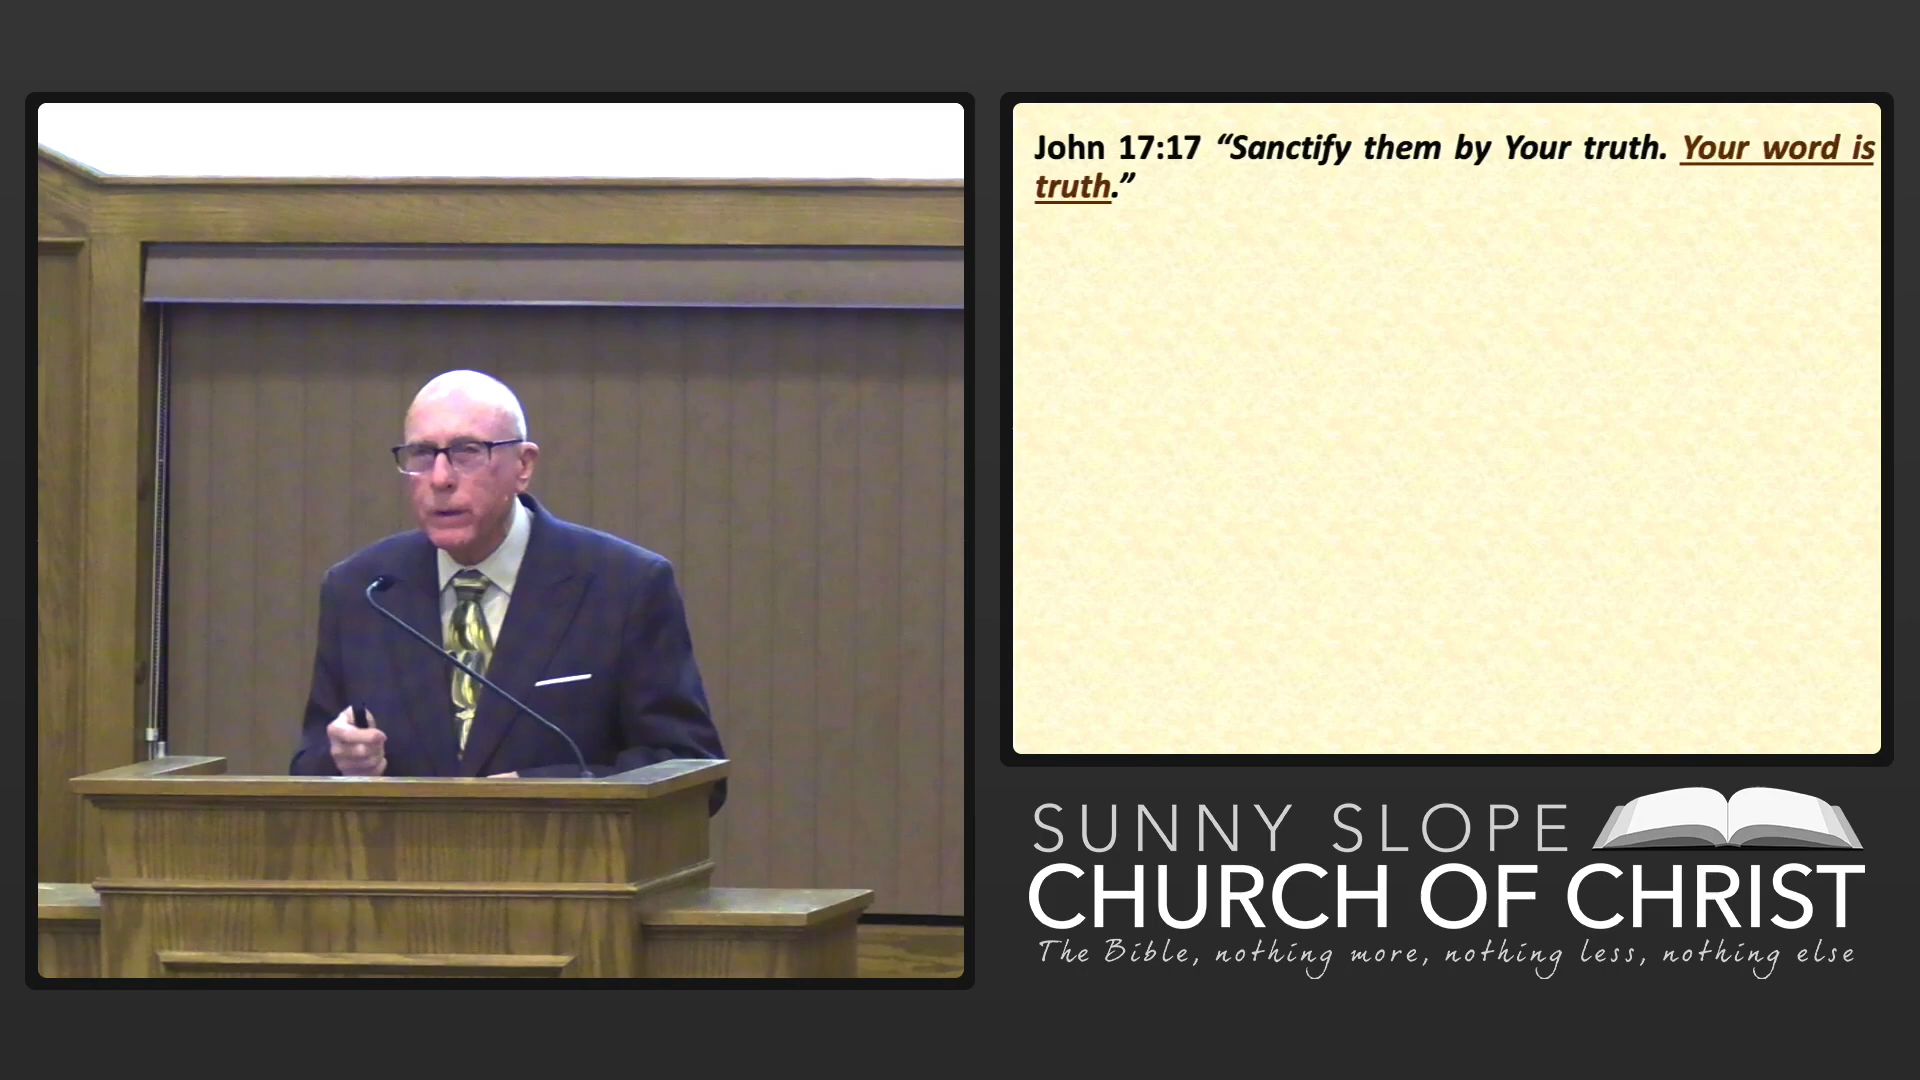 John 17:17 “Sanctify them by Your truth. Your word is
truth.”
SUNNY SLOPE
CHURCH OF CHRIST
The Bible, nothing more, nothing less, nothing else